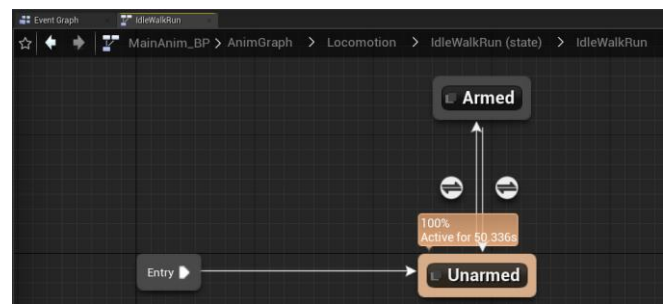 Event Graph IdleWalkRun
MainAnim_BP > AnimGraph > Locomotion > IdleWalkRun (state) > IdleWalkRun
Armed
100%
Active for 50.336s
Entry
Unarmed